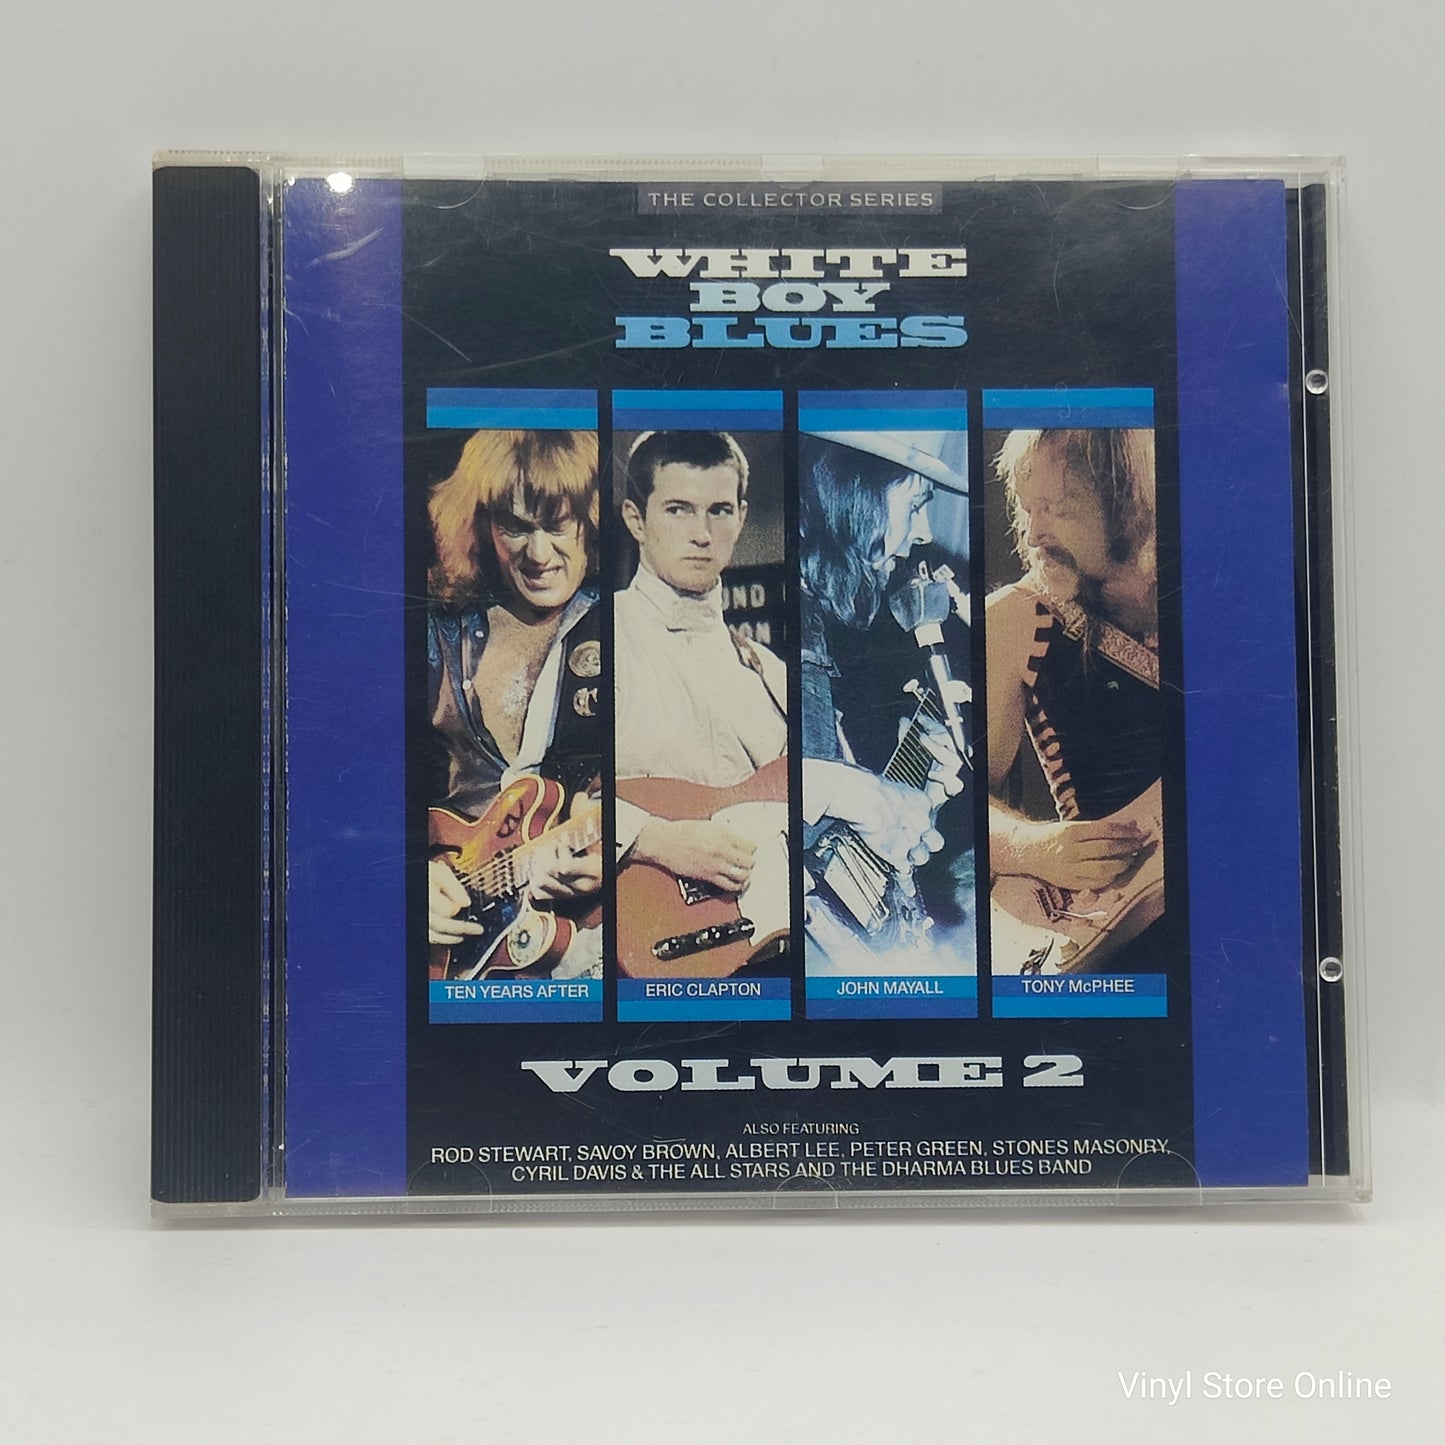 THE COLLECTOR SERIES
WHITE
BOY
BLUES
TEN YEARS AFTER
ERIC CLAPTON
JOHN MAYALL
TONY McPHEE
VOLUME 2
ALSO FEATURING
ROD STEWART, SAVOY BROWN, ALBERT LEE, PETER GREEN, STONES MASONRY,
CYRIL DAVIS & THE ALL STARS AND THE DHARMA BLUES BAND
Vinyl Store Online